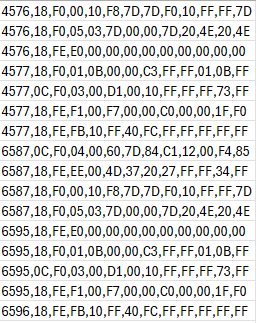 4576,18,F0,00,10,F8,7D,7D,F0,10,FF,FF,7D
4576,18,F0,05,03,7D,00,00,7D,20,4E,20,4E
4576,18,FE,E0,00,00,00,00,00,00,00,00,00
4577,18,F0,01,0B,00,00,C3,FF,FF,01,0B,FF
4577,0C,F0,03,00,D1,00,10,FF,FF,FF,73,FF
4577,18,FE,F1,00,F7,00,00,C0,00,00,1F,F0
4577,18,FE,FB,10,FF,40,FC,FF,FF,FF,FF,FF
6587,0C,F0,04,00,60,7D,84,C1,12,00,F4,85
6587,18,FE,EE,00,4D,37,20,27,FF,FF,34,FF
6587,18,F0,00,10,F8,7D,7D,F0,10,FF,FF,7D
6587,18,F0,05,03,7D,00,00,7D,20,4E,20,4E
6595,18,FE,E0,00,00,00,00,00,00,00,00,00
6595,18,F0,01,0B,00,00,C3,FF,FF,01,0B,FF
6595,0C,F0,03,00,D1,00,10,FF,FF,FF,73,FF
6595,18,FE,F1,00,F7,00,00,C0,00,00,1F,F0
6596,18,FE,FB,10,FF,40,FC,FF,FF,FF,FF,FF